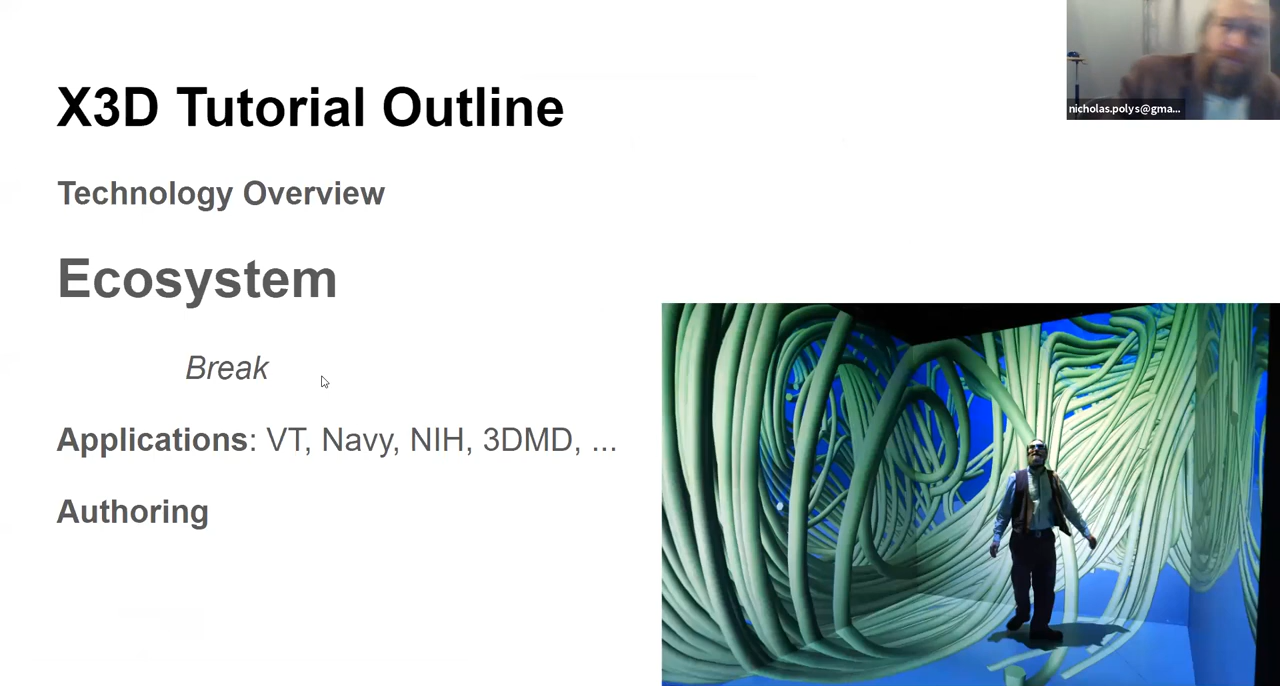 X3D Tutorial Outline
nicholas.polys@gma...
Technology Overview
Ecosystem
Break
Applications: VT, Navy, NIH, 3DMD, ...
Authoring